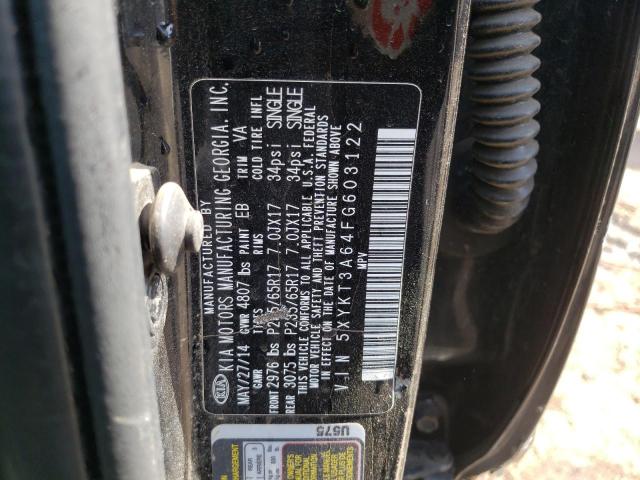 MANUFACTURED BY
KIA MOTORS MANUFACTURING GEORGIA, INC.
KIA
MAY/27/14 GVWR 4807 lbs PAINT EB TRIM VA
GAWR TIRES RIMS COLD TIRE INFL
FRONT 2976 lbs P235/65R17 7.0JX17 34psi SINGLE
REAR 3075 lbs P235/65R17 7.0JX17 34psi SINGLE
THIS VEHICLE CONFORMS TO ALL APPLICABLE U.S.A. FEDERAL
MOTOR VEHICLE SAFETY AND THEFT PREVENTION STANDARDS
IN EFFECT ON THE DATE OF MANUFACTURE SHOWN ABOVE
VIN 5XYKT3A64FG603122
MPV
U575
REAR